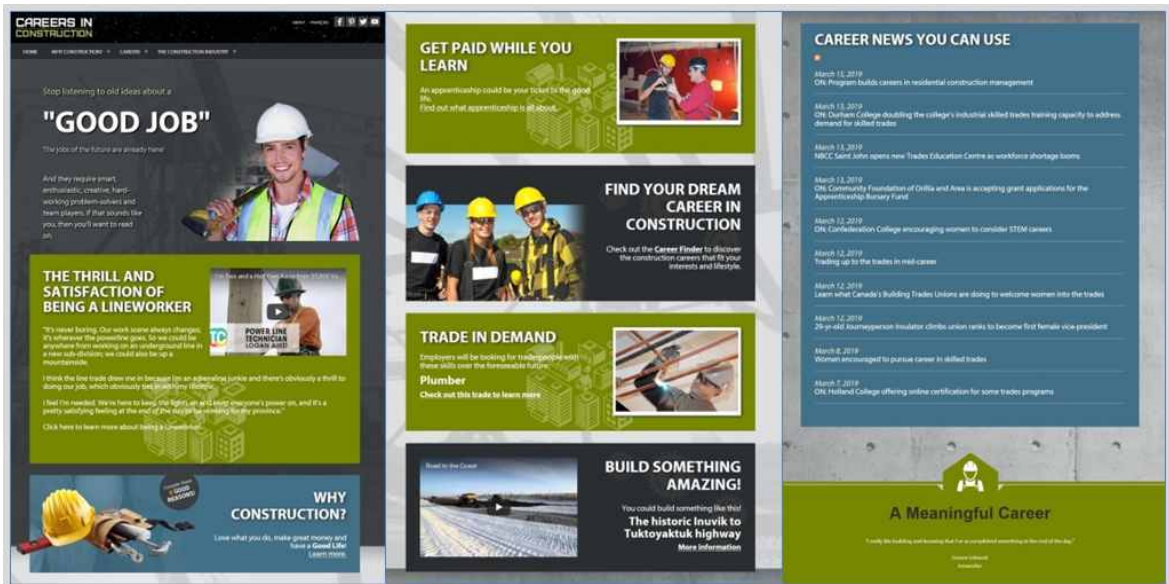 CAREERS IN
CONSTRUCTION
ABOUT FRANÇAIS
HOME WHY CONSTRUCTION? CAREERS THE CONSTRUCTION INDUSTRY
Stop listening to old ideas about a
"GOOD JOB"
The jobs of the future are already here!
And they require smart,
enthusiastic, creative, hard-
working problem-solvers and
team players. If that sounds like
you, then you'll want to read
on.
THE THRILL AND
SATISFACTION OF
BEING A LINEWORKER
POWER LINE
TECHNICIAN
LOGAN AHS!
"It's never boring. Our work scene always changes,
it's wherever the powerline goes. So we could be
anywhere from working on an underground line in
a new sub-division; we could also be up a
mountainside.
I think the line trade drew me in because I'm an adrenaline junkie and there's obviously a thrill to
doing our job, which obviously ties in with my lifestyle.
I feel I'm needed. We're here to keep the lights on and keep everyone's power on, and it's a
pretty satisfying feeling at the end of the day to be working for my province."
Click here to learn more about being a Lineworker.
GOOD
REASONS!
WHY
CONSTRUCTION?
Love what you do, make great money and
have a Good Life!
Learn more.
GET PAID WHILE YOU
LEARN
An apprenticeship could be your ticket to the good
life.
Find out what apprenticeship is all about.
FIND YOUR DREAM
CAREER IN
CONSTRUCTION
Check out the Career Finder to discover
the construction careers that fit your
interests and lifestyle.
TRADE IN DEMAND
Employers will be looking for tradespeople with
these skills over the foreseeable future.
Plumber
Check out this trade to learn more
Road to the Coast
BUILD SOMETHING
AMAZING!
You could build something like this!
The historic Inuvik to
Tuktoyaktuk highway
More information
CAREER NEWS YOU CAN USE
March 15, 2019
ON: Program builds careers in residential construction management
March 13, 2019
ON: Durham College doubling the college's industrial skilled trades training capacity to address
demand for skilled trades
March 13, 2019
NBCC Saint John opens new Trades Education Centre as workforce shortage looms
March 13, 2019
ON: Community Foundation of Orillia and Area is accepting grant applications for the
Apprenticeship Bursary Fund
March 12, 2019
ON: Confederation College encouraging women to consider STEM careers
March 12, 2019
Trading up to the trades in mid-career
March 12, 2019
Learn what Canada's Building Trades Unions are doing to welcome women into the trades
March 12, 2019
29-year-old Journeyperson Insulator climbs union ranks to become first female vice-president
March 8, 2019
Women encouraged to pursue career in skilled trades
March 7, 2019
ON: Holland College offering online certification for some trades programs
A Meaningful Career
"I really like building and knowing that I've accomplished something at the end of the day."